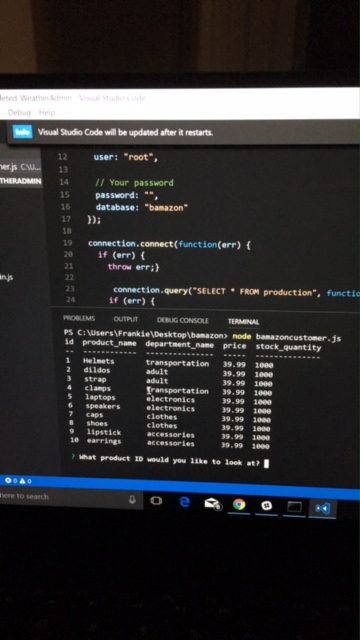 leted WeatherAdmin - Visual Studio Code
Debug Help
Info Visual Studio Code will be updated after it restarts.
er.js C:\U...
THERADMIN
n.js
12 user: "root",
13
14 // Your password
15 password: "",
16 database: "bamazon"
17 });
18
19 connection.connect(function(err) {
20 if (err) {
21 throw err;}
22
23 connection.query("SELECT * FROM production", functio
24 if (err) {
PROBLEMS OUTPUT DEBUG CONSOLE TERMINAL
PS C:\Users\Frankie\Desktop\bamazon> node bamazoncustomer.js
id product_name department_name price stock_quantity
-- ------------ --------------- ----- --------------
1 Helmets transportation 39.99 1000
2 dildos adult 39.99 1000
3 strap adult 39.99 1000
4 clamps transportation 39.99 1000
5 laptops electronics 39.99 1000
6 speakers electronics 39.99 1000
7 caps clothes 39.99 1000
8 shoes clothes 39.99 1000
9 lipstick accessories 39.99 1000
10 earrings accessories 39.99 1000
? What product ID would you like to look at?
0 0
here to search